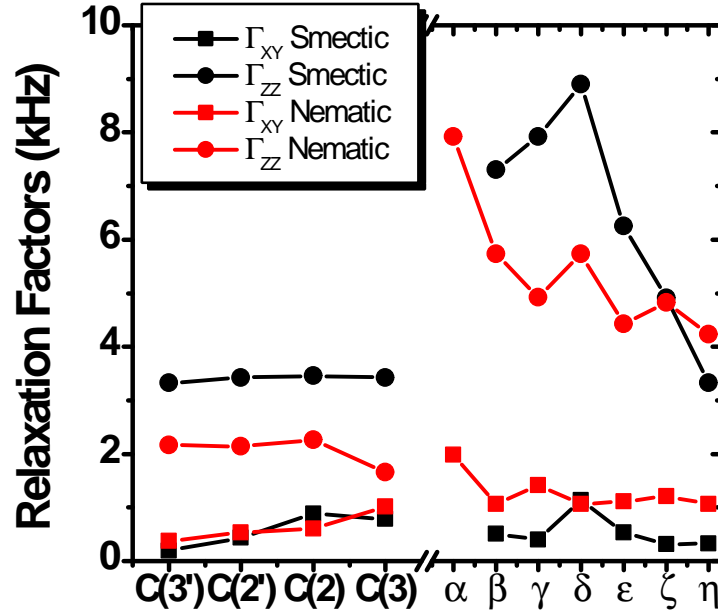 10
8
6
4
2
0
Relaxation Factors (kHz)
Γ_XY Smectic
Γ_ZZ Smectic
Γ_XY Nematic
Γ_ZZ Nematic
C(3') C(2') C(2) C(3) α β γ δ ε ζ η